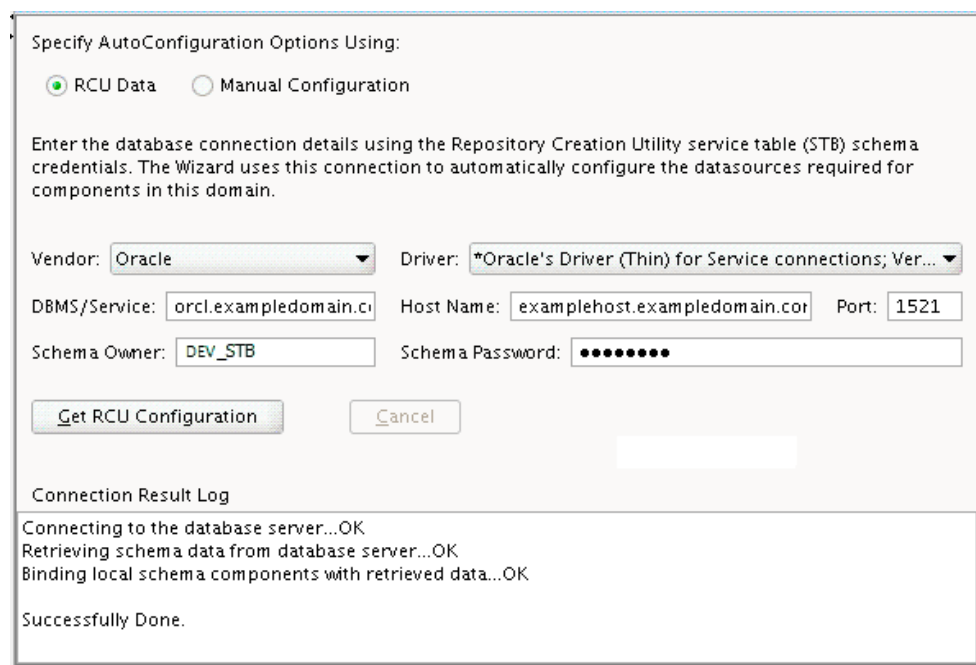 Specify AutoConfiguration Options Using:
RCU Data Manual Configuration
Enter the database connection details using the Repository Creation Utility service table (STB) schema
credentials. The Wizard uses this connection to automatically configure the datasources required for
components in this domain.
Vendor: Oracle Driver: *Oracle's Driver (Thin) for Service connections; Ver...
DBMS/Service: orcl.exampledomain.c Host Name: examplehost.exampledomain.cor Port: 1521
Schema Owner: DEV_STB Schema Password: ••••••••
Get RCU Configuration Cancel
Connection Result Log
Connecting to the database server...OK
Retrieving schema data from database server...OK
Binding local schema components with retrieved data...OK
Successfully Done.